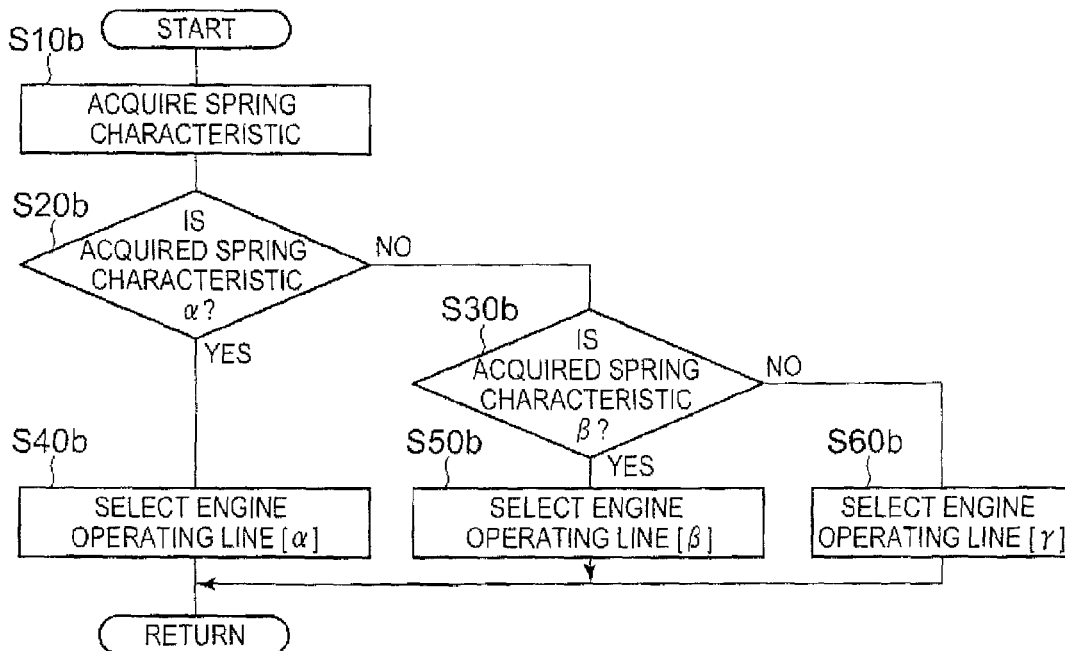 START
S10b
ACQUIRE SPRING
CHARACTERISTIC
S20b
IS
ACQUIRED SPRING
CHARACTERISTIC
α?
NO
YES
S30b
IS
ACQUIRED SPRING
CHARACTERISTIC
β?
NO
YES
S40b
SELECT ENGINE
OPERATING LINE [α]
S50b
SELECT ENGINE
OPERATING LINE [β]
S60b
SELECT ENGINE
OPERATING LINE [γ]
RETURN